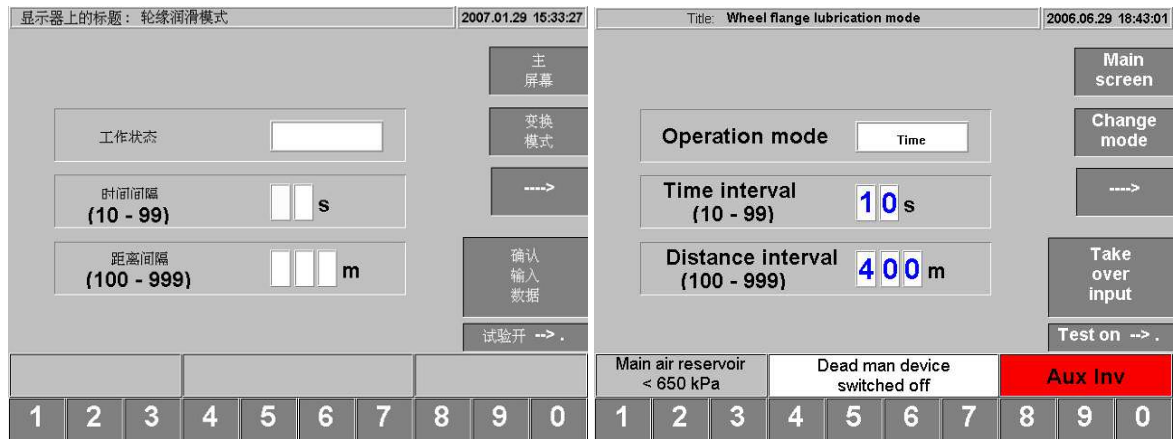 显示器上的标题: 轮缘润滑模式
2007.01.29 15:33:27
主
屏幕
工作状态
变换
模式
---->
时间间隔
(10 - 99)
s
距离间隔
(100 - 999)
m
确认
输入
数据
试验开 -->.
1 2 3 4 5 6 7 8 9 0
Title: Wheel flange lubrication mode
2006.06.29 18:43:01
Main
screen
Operation mode
Time
Change
mode
---->
Time interval
(10 - 99)
10 s
Distance interval
(100 - 999)
400 m
Take
over
input
Test on -->.
Main air reservoir
< 650 kPa
Dead man device
switched off
Aux Inv
1 2 3 4 5 6 7 8 9 0